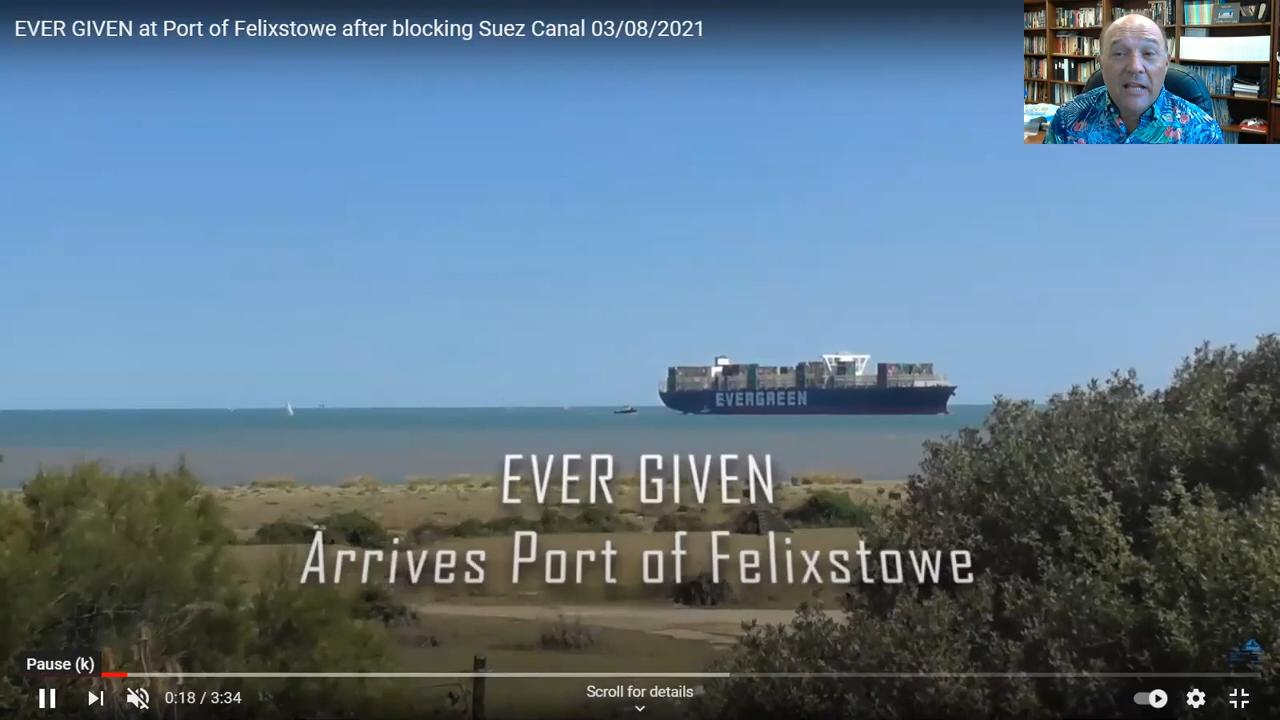 EVER GIVEN at Port of Felixstowe after blocking Suez Canal 03/08/2021
EVERGREEN
EVER GIVEN
Arrives Port of Felixstowe
Pause (k)
0:18 / 3:34
Scroll for details